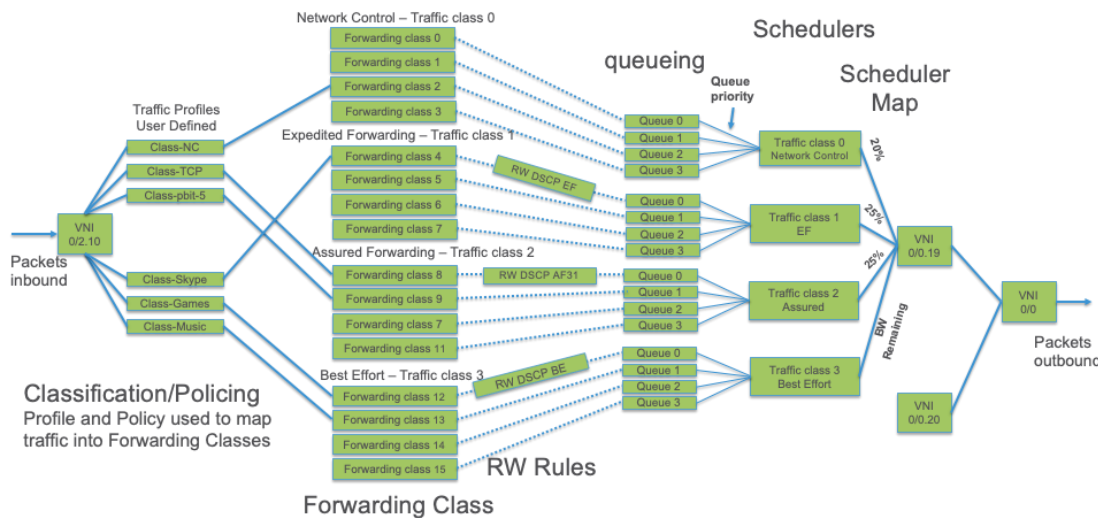 Network Control – Traffic class 0
Forwarding class 0
Forwarding class 1
Forwarding class 2
Forwarding class 3
Traffic Profiles
User Defined
Class-NC
Class-TCP
Class-pbit-5
VNI
0/2.10
Packets
inbound
Class-Skype
Class-Games
Class-Music
Expedited Forwarding – Traffic class 1
Forwarding class 4
Forwarding class 5
Forwarding class 6
Forwarding class 7
Assured Forwarding – Traffic class 2
Forwarding class 8
Forwarding class 9
Forwarding class 7
Forwarding class 11
Best Effort – Traffic class 3
Forwarding class 12
Forwarding class 13
Forwarding class 14
Forwarding class 15
Classification/Policing
Profile and Policy used to map
traffic into Forwarding Classes
Forwarding Class
RW DSCP EF
RW DSCP AF31
RW DSCP BE
RW Rules
queueing
Queue
priority
Queue 0
Queue 1
Queue 2
Queue 3
Queue 0
Queue 1
Queue 2
Queue 3
Queue 0
Queue 1
Queue 2
Queue 3
Queue 0
Queue 1
Queue 2
Queue 3
Schedulers
Traffic class 0
Network Control
Traffic class 1
EF
Traffic class 2
Assured
Traffic class 3
Best Effort
Scheduler
Map
20%
25%
25%
BW
Remaining
VNI
0/0.19
VNI
0/0.20
VNI
0/0
Packets
outbound